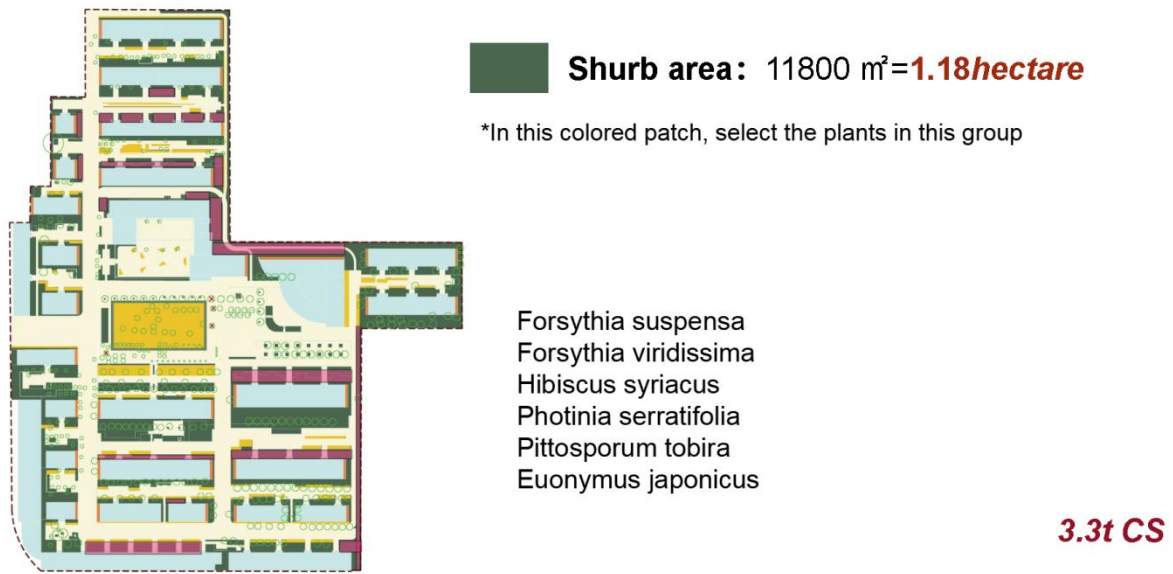 Shurb area: 11800 ㎡=1.18hectare
*In this colored patch, select the plants in this group
Forsythia suspensa
Forsythia viridissima
Hibiscus syriacus
Photinia serratifolia
Pittosporum tobira
Euonymus japonicus
3.3t CS